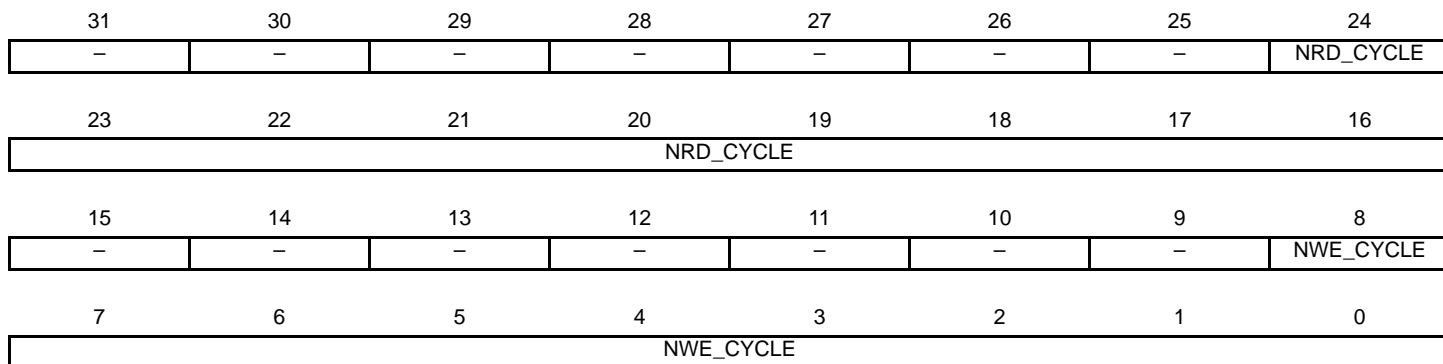 31 30 29 28 27 26 25 24
– – – – – – – NRD_CYCLE
23 22 21 20 19 18 17 16
NRD_CYCLE
15 14 13 12 11 10 9 8
– – – – – – – NWE_CYCLE
7 6 5 4 3 2 1 0
NWE_CYCLE